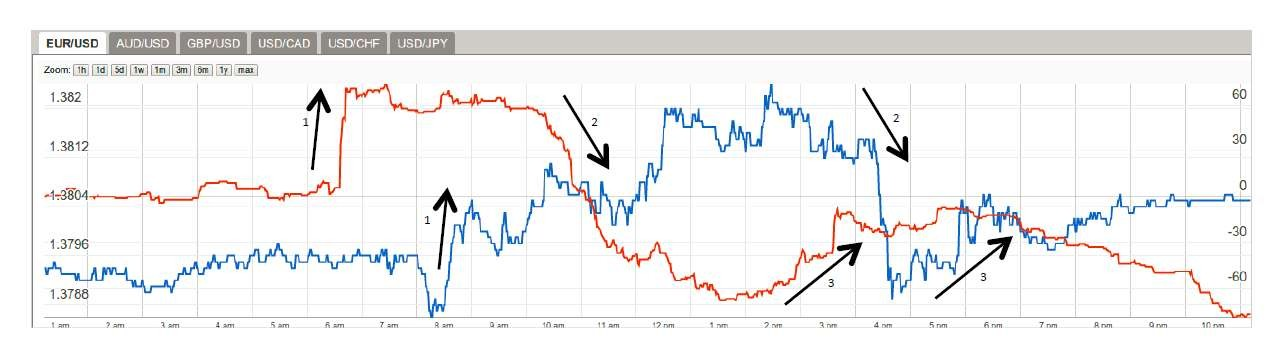 EUR/USD AUD/USD GBP/USD USD/CAD USD/CHF USD/JPY
Zoom: 1h 1d 5d 1w 1m 3m 6m 1y max
1.382 60
1 2 2
1.3812 30
1.3804 0
1
1.3796 -30
3 3
-60
1.3788
1 am 2 am 3 am 4 am 5 am 6 am 7 am 8 am 9 am 10 am 11 am 12 pm 1 pm 2 pm 3 pm 4 pm 5 pm 6 pm 7 pm 8 pm 9 pm 10 pm